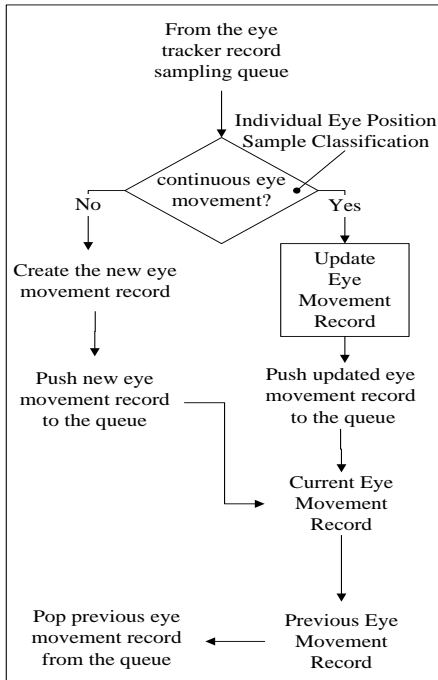 From the eye
tracker record
sampling queue
Individual Eye Position
Sample Classification
continuous eye
movement?
No
Yes
Create the new eye
movement record
Update
Eye
Movement
Record
Push new eye
movement record
to the queue
Push updated eye
movement record
to the queue
Current Eye
Movement
Record
Pop previous eye
movement record
from the queue
Previous Eye
Movement
Record